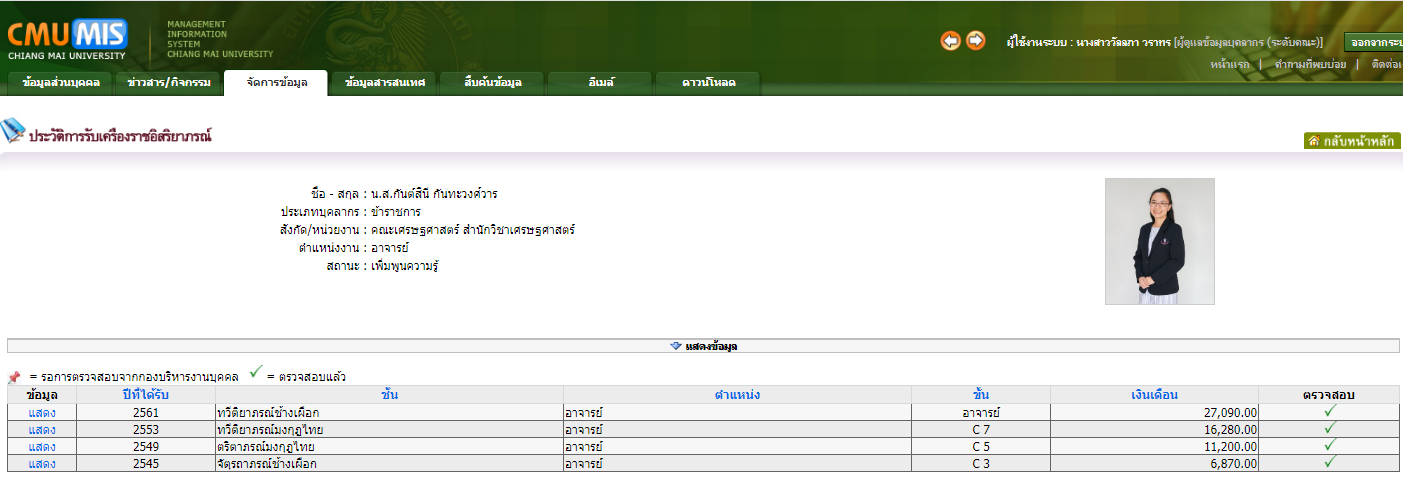 CMU MIS
CHIANG MAI UNIVERSITY
MANAGEMENT
INFORMATION
SYSTEM
CHIANG MAI UNIVERSITY
ผู้ใช้งานระบบ : นางสาววัลลภา วราทร [ผู้ดูแลข้อมูลบุคลากร (ระดับคณะ)]
ออกจากระบ
หน้าแรก | คำถามที่พบบ่อย | ติดต่อเ
ข้อมูลส่วนบุคคล ข่าวสาร/กิจกรรม จัดการข้อมูล ข้อมูลสารสนเทศ สืบค้นข้อมูล อีเมล์ ดาวน์โหลด
ประวัติการรับเครื่องราชอิสริยาภรณ์
กลับหน้าหลัก
ชื่อ - สกุล : น.ส.กันต์สินี กันทะวงศ์วาร
ประเภทบุคลากร : ข้าราชการ
สังกัด/หน่วยงาน : คณะเศรษฐศาสตร์ สำนักวิชาเศรษฐศาสตร์
ตำแหน่งงาน : อาจารย์
สถานะ : เพิ่มพูนความรู้
แสดงข้อมูล
= รอการตรวจสอบจากกองบริหารงานบุคคล ✓ = ตรวจสอบแล้ว
ข้อมูล ปีที่ได้รับ ชั้น ตำแหน่ง ขั้น เงินเดือน ตรวจสอบ
แสดง 2561 ทวีติยาภรณ์ช้างเผือก อาจารย์ อาจารย์ 27,090.00 ✓
แสดง 2553 ทวีติยาภรณ์มงกุฎไทย อาจารย์ C 7 16,280.00 ✓
แสดง 2549 ตริตาภรณ์มงกุฎไทย อาจารย์ C 5 11,200.00 ✓
แสดง 2545 จัตุรถาภรณ์ช้างเผือก อาจารย์ C 3 6,870.00 ✓